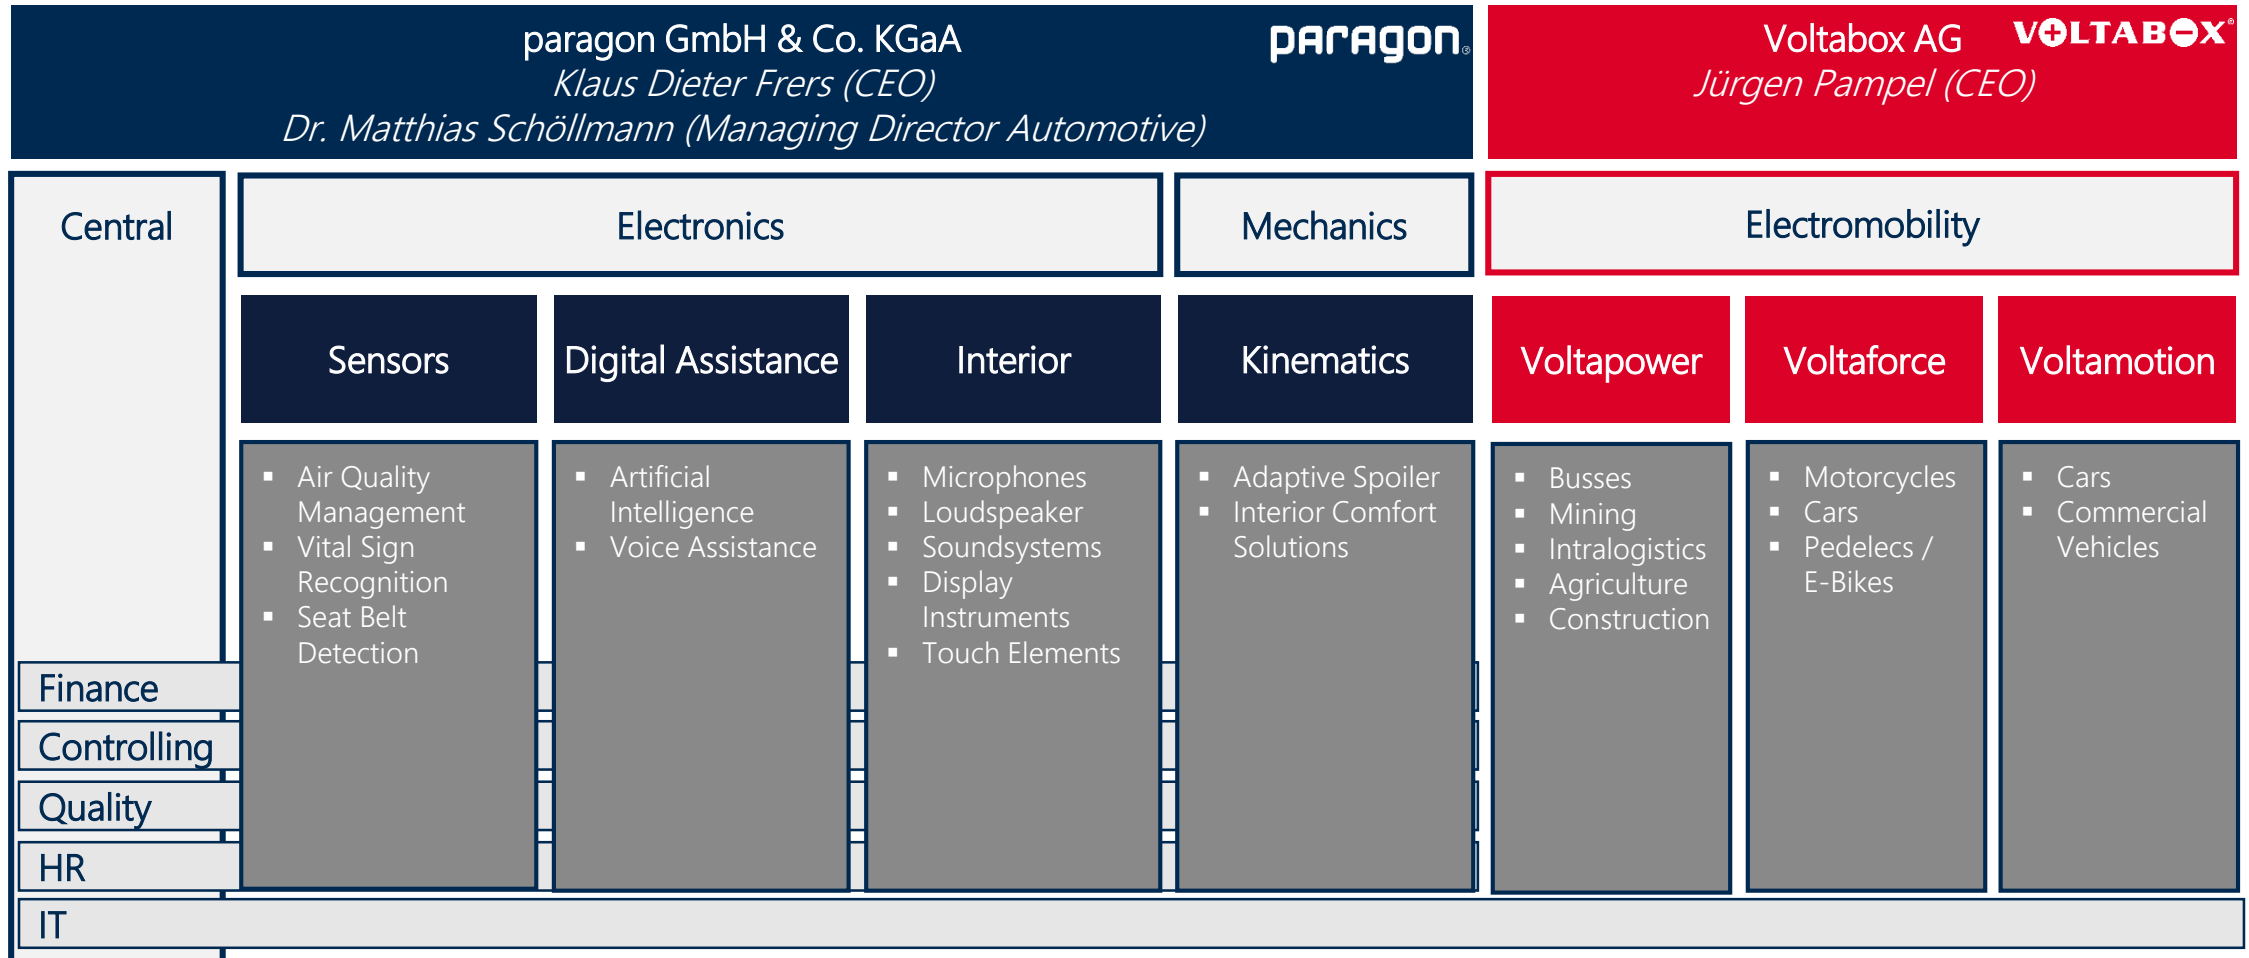 paragon GmbH & Co. KGaA
Klaus Dieter Frers (CEO)
Dr. Matthias Schöllmann (Managing Director Automotive)
paragon®
Voltabox AG
VOLTABOX®
Jürgen Pampel (CEO)
Central
Electronics
Mechanics
Electromobility
Sensors
Digital Assistance
Interior
Kinematics
Voltapower
Voltaforce
Voltamotion
▪ Air Quality
Management
▪ Vital Sign
Recognition
▪ Seat Belt
Detection
▪ Artificial
Intelligence
▪ Voice Assistance
▪ Microphones
▪ Loudspeaker
▪ Soundsystems
▪ Display
Instruments
▪ Touch Elements
▪ Adaptive Spoiler
▪ Interior Comfort
Solutions
▪ Busses
▪ Mining
▪ Intralogistics
▪ Agriculture
▪ Construction
▪ Motorcycles
▪ Cars
▪ Pedelecs /
E-Bikes
▪ Cars
▪ Commercial
Vehicles
Finance
Controlling
Quality
HR
IT